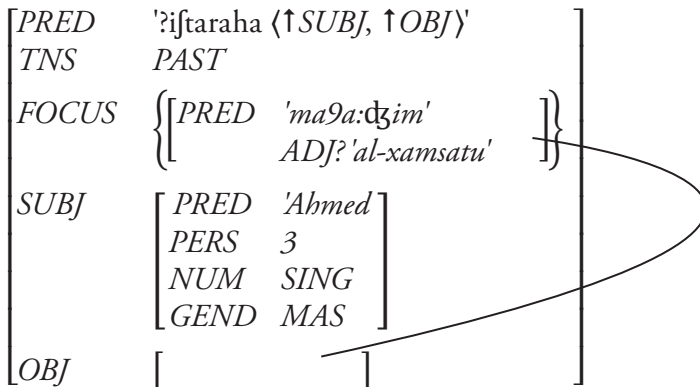 PRED '?iʃtaraha ⟨↑SUBJ, ↑OBJ⟩'
TNS PAST
FOCUS {[PRED 'ma9a:ʤim'
ADJ? 'al-xamsatu' ]}
SUBJ [PRED 'Ahmed]
PERS 3
NUM SING
GEND MAS
OBJ [ ]